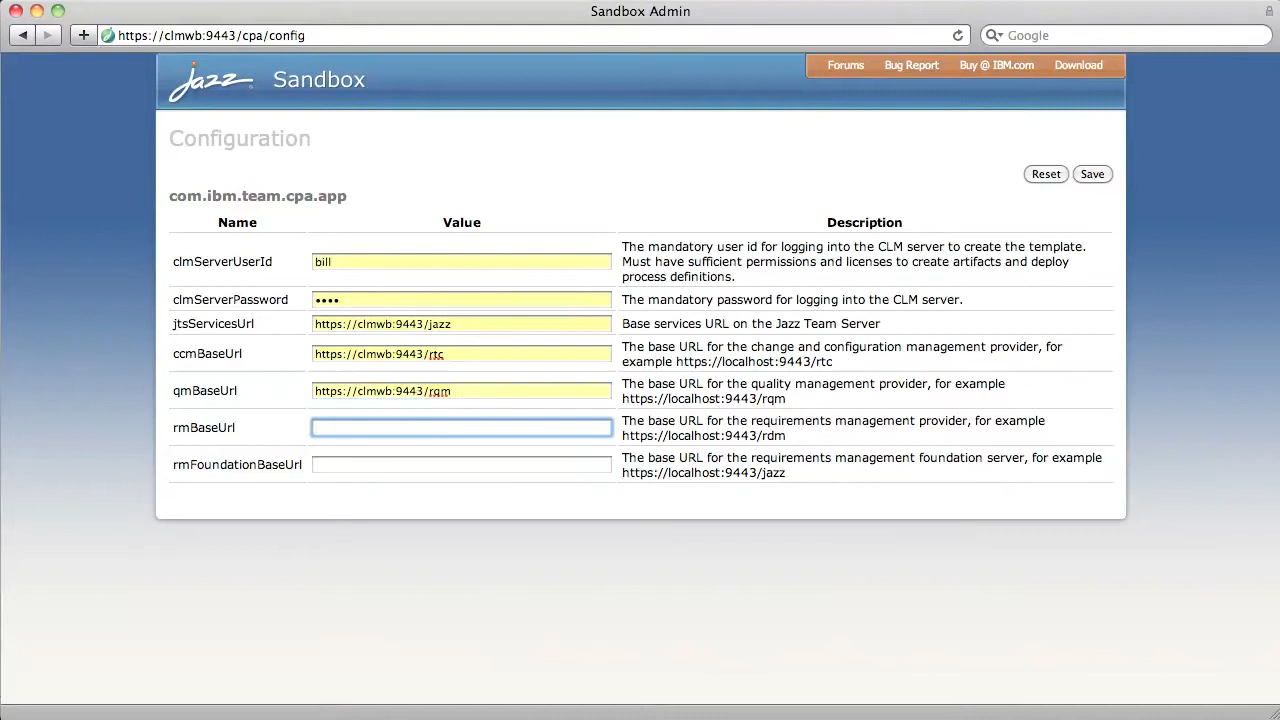 Sandbox Admin
https://clmwb:9443/cpa/config
Google
Jazz Sandbox
Forums Bug Report Buy @ IBM.com Download
Configuration
Reset Save
com.ibm.team.cpa.app
Name Value Description
clmServerUserId bill The mandatory user id for logging into the CLM server to create the template.
Must have sufficient permissions and licenses to create artifacts and deploy
process definitions.
clmServerPassword •••• The mandatory password for logging into the CLM server.
jtsServicesUrl https://clmwb:9443/jazz Base services URL on the Jazz Team Server
ccmBaseUrl https://clmwb:9443/rtc The base URL for the change and configuration management provider, for
example https://localhost:9443/rtc
qmBaseUrl https://clmwb:9443/rqm The base URL for the quality management provider, for example
https://localhost:9443/rqm
rmBaseUrl The base URL for the requirements management provider, for example
https://localhost:9443/rdm
rmFoundationBaseUrl The base URL for the requirements management foundation server, for example
https://localhost:9443/jazz